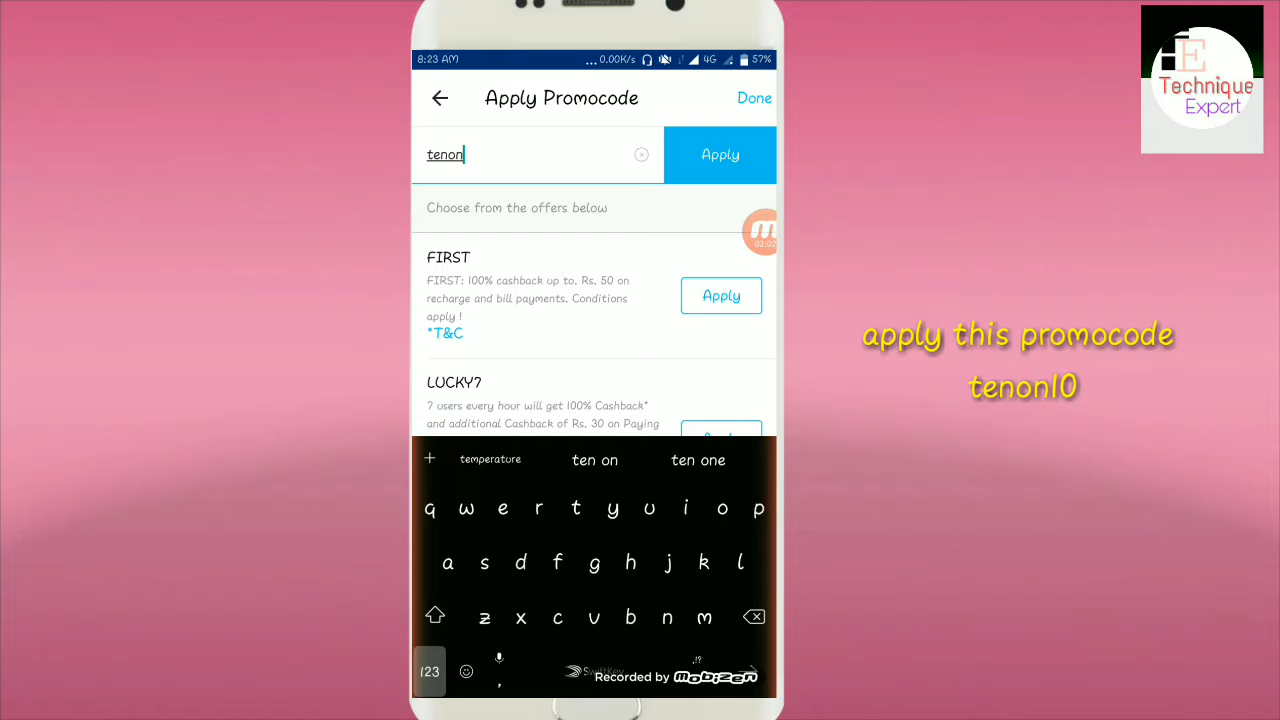 E
Technique
Expert
8:23 AM
... 0.00K/s 4G 57%
Apply Promocode
Done
tenon
Apply
Choose from the offers below
02:02
FIRST
FIRST: 100% cashback up to. Rs. 50 on
recharge and bill payments. Conditions
apply !
*T&C
Apply
LUCKY7
7 users every hour will get 100% Cashback*
and additional Cashback of Rs. 30 on Paying
apply this promocode
tenon10
temperature ten on ten one
q w e r t y u i o p
a s d f g h j k l
z x c v b n m
123 , SwiftKey ,!?
Recorded by mobizen